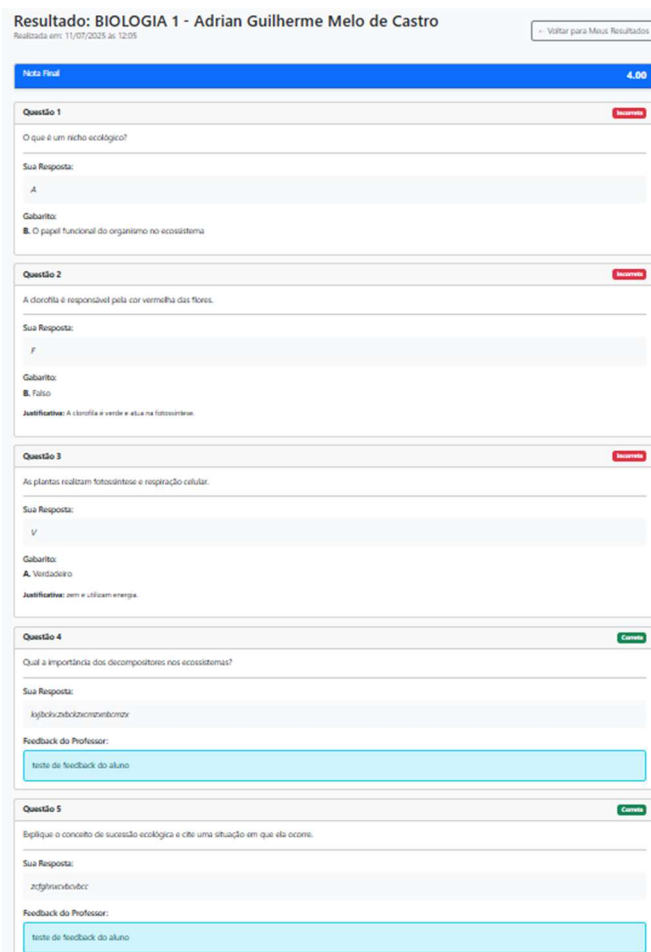 Resultado: BIOLOGIA 1 - Adrian Guilherme Melo de Castro
Realizada em: 11/07/2025 às 12:05
← Voltar para Meus Resultados
Nota Final
4.00
Questão 1
Incorreta
O que é um nicho ecológico?
Sua Resposta:
A
Gabarito:
B. O papel funcional do organismo no ecossistema
Questão 2
Incorreta
A clorofila é responsável pela cor vermelha das flores.
Sua Resposta:
F
Gabarito:
B. Falso
Justificativa: A clorofila é verde e atua na fotossíntese.
Questão 3
Incorreta
As plantas realizam fotossíntese e respiração celular.
Sua Resposta:
V
Gabarito:
A. Verdadeiro
Justificativa: zem e utilizam energia.
Questão 4
Correta
Qual a importância dos decompositores nos ecossistemas?
Sua Resposta:
Feedback do Professor:
teste de feedback do aluno
Questão 5
Correta
Explique o conceito de sucessão ecológica e cite uma situação em que ela ocorre.
Sua Resposta:
Feedback do Professor:
teste de feedback do aluno